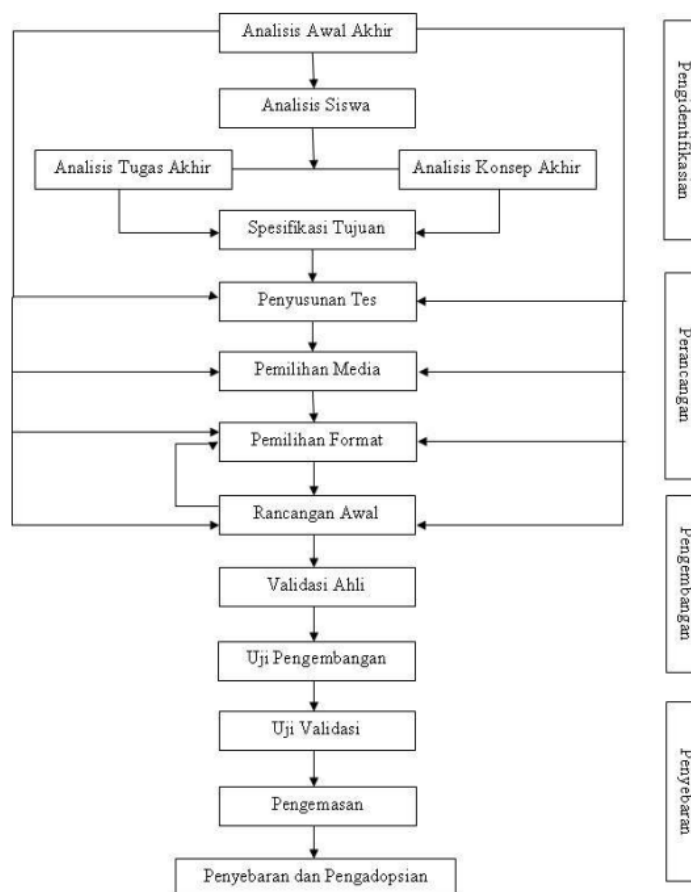 Analisis Awal Akhir
Analisis Siswa
Analisis Tugas Akhir
Analisis Konsep Akhir
Spesifikasi Tujuan
Penyusunan Tes
Pemilihan Media
Pemilihan Format
Rancangan Awal
Validasi Ahli
Uji Pengembangan
Uji Validasi
Pengemasan
Penyebaran dan Pengadopsian
Pengidentifikasian
Perancangan
Pengembangan
Penyebaran